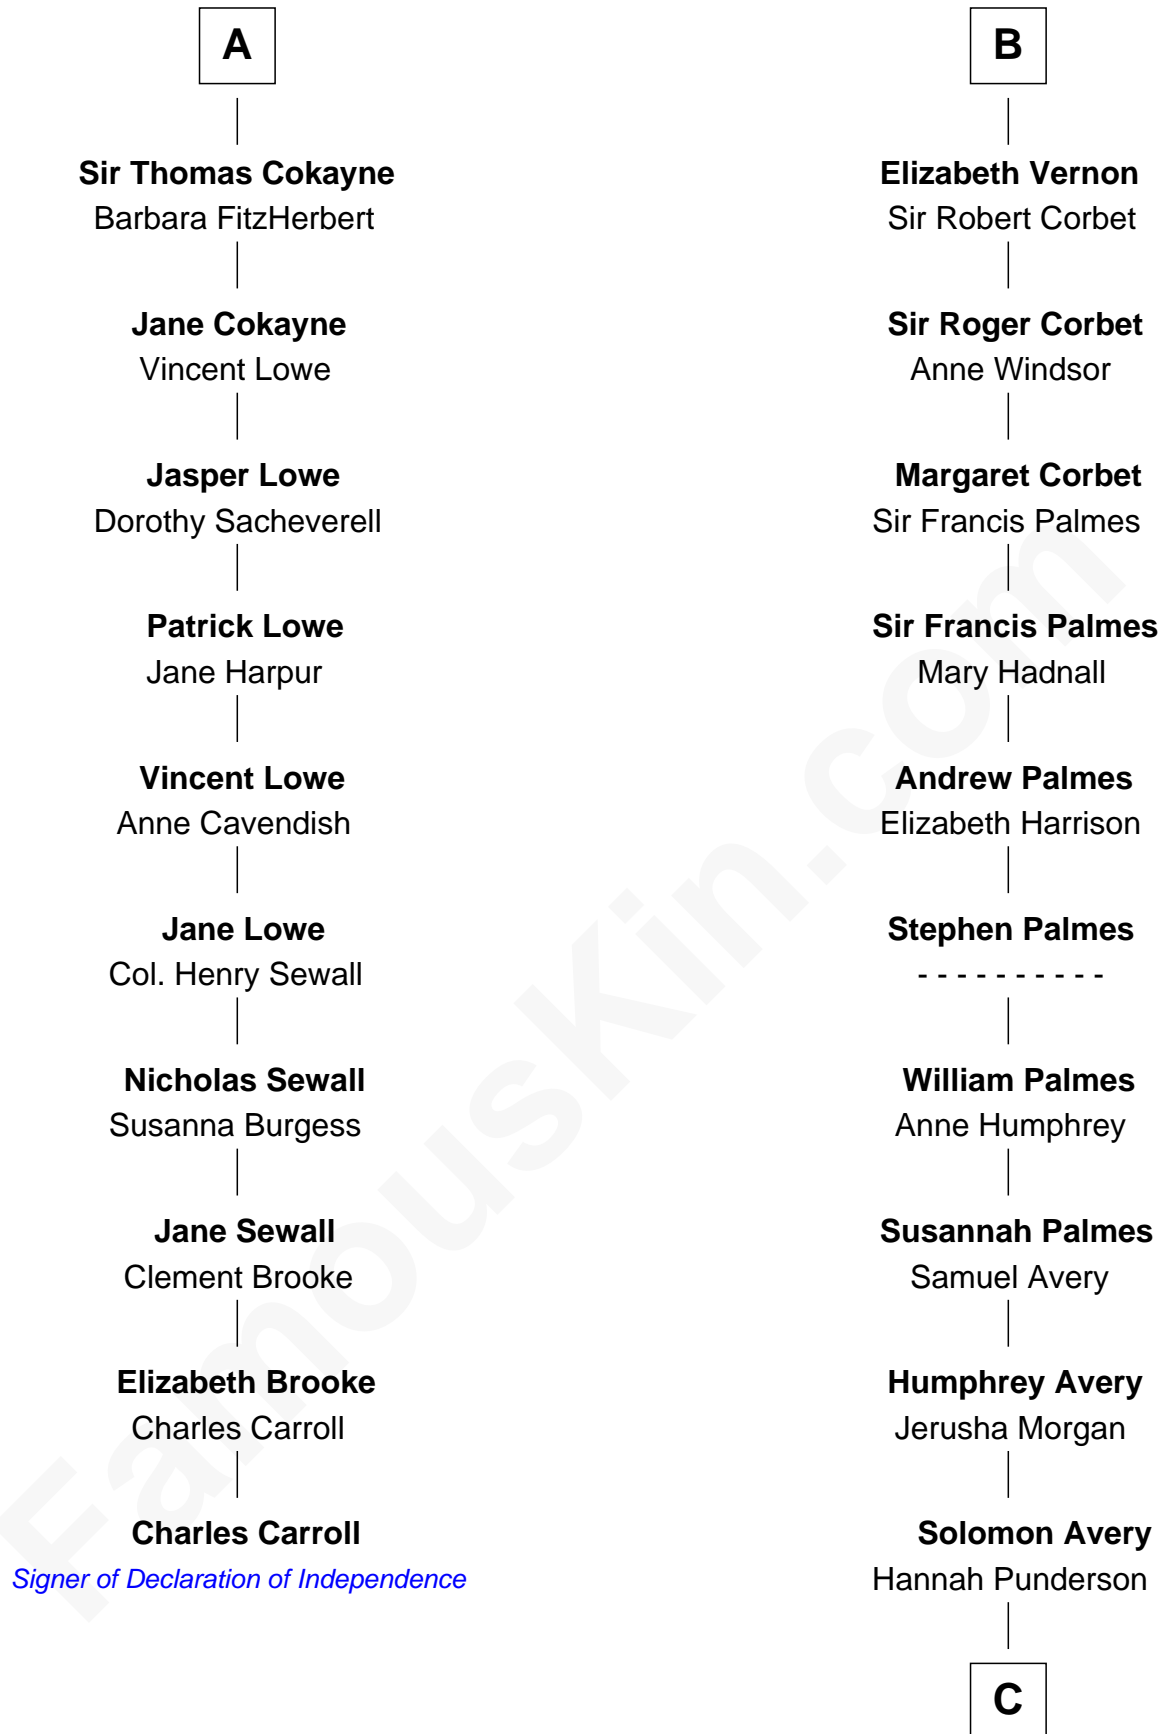 A
Sir Thomas Cokayne
Barbara FitzHerbert
Jane Cokayne
Vincent Lowe
Jasper Lowe
Dorothy Sacheverell
Patrick Lowe
Jane Harpur
Vincent Lowe
Anne Cavendish
Jane Lowe
Col. Henry Sewall
Nicholas Sewall
Susanna Burgess
Jane Sewall
Clement Brooke
Elizabeth Brooke
Charles Carroll
Charles Carroll
Signer of Declaration of Independence
B
Elizabeth Vernon
Sir Robert Corbet
Sir Roger Corbet
Anne Windsor
Margaret Corbet
Sir Francis Palmes
Sir Francis Palmes
Mary Hadnall
Andrew Palmes
Elizabeth Harrison
Stephen Palmes
- - - - - - - - - -
William Palmes
Anne Humphrey
Susannah Palmes
Samuel Avery
Humphrey Avery
Jerusha Morgan
Solomon Avery
Hannah Punderson
C
FamousKin.com